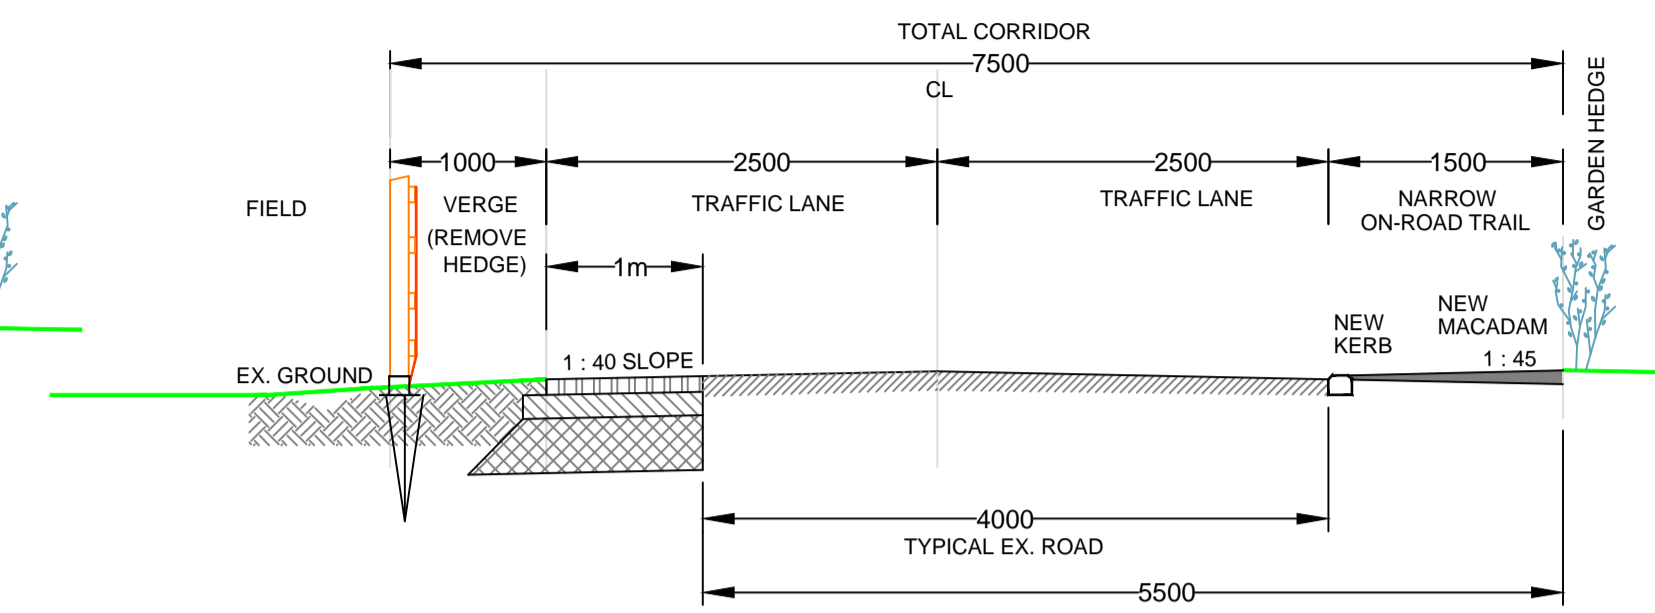 TOTAL CORRIDOR
7500
CL
GARDEN HEDGE
1000
2500
2500
1500
FIELD
VERGE
(REMOVE
HEDGE)
TRAFFIC LANE
TRAFFIC LANE
NARROW
ON-ROAD TRAIL
1m
NEW
KERB
NEW
MACADAM
1 : 45
EX. GROUND
1 : 40 SLOPE
4000
TYPICAL EX. ROAD
5500